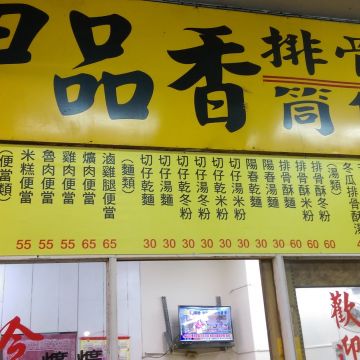 品香
排骨
筒
(便當類)
米糕便當 55
魯肉便當 55
雞肉便當 55
爌肉便當 65
滷雞腿便當 65
(麵類)
切仔乾麵 30
切仔湯麵 30
切仔乾冬粉 30
切仔湯冬粉 30
切仔乾米粉 30
切仔湯米粉 30
陽春乾麵 30
陽春湯麵 30
排骨酥麵 60
排骨酥米粉 60
排骨酥冬粉 60
(湯類)
冬瓜排骨酥湯
歡迎